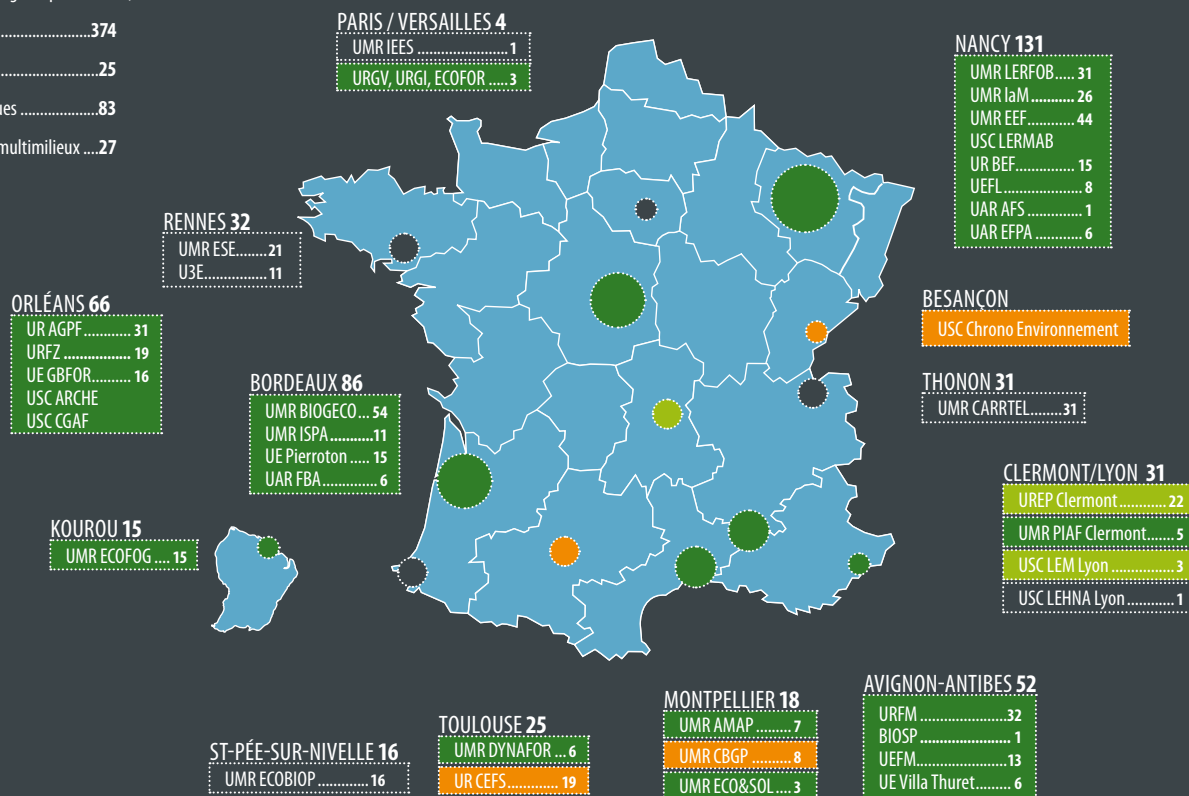 374
25
83
multimilieux ....27
PARIS / VERSAILLES 4
UMR IEES ..................... 1
URGV, URGI, ECOFOR ..... 3
NANCY 131
UMR LERFOB..... 31
UMR IaM........... 26
UMR EEF........... 44
USC LERMAB
UR BEF.............. 15
UEFL................... 8
UAR AFS............. 1
UAR EFPA .......... 6
RENNES 32
UMR ESE........21
U3E............... 11
ORLÉANS 66
UR AGPF........... 31
URFZ ................ 19
UE GBFOR......... 16
USC ARCHE
USC CGAF
BESANÇON
USC Chrono Environnement
BORDEAUX 86
UMR BIOGECO... 54
UMR ISPA...........11
UE Pierroton ..... 15
UAR FBA ............ 6
THONON 31
UMR CARRTEL........31
CLERMONT/LYON 31
UREP Clermont............ 22
UMR PIAF Clermont...... 5
USC LEM Lyon ............... 3
USC LEHNA Lyon ............ 1
KOUROU 15
UMR ECOFOG .... 15
AVIGNON-ANTIBES 52
URFM ....................32
BIOSP ..................... 1
UEFM.....................13
UE Villa Thuret........ 6
MONTPELLIER 18
UMR AMAP ........ 7
UMR CBGP ......... 8
UMR ECO&SOL.... 3
TOULOUSE 25
UMR DYNAFOR ... 6
UR CEFS............. 19
ST-PÉE-SUR-NIVELLE 16
UMR ECOBIOP ............ 16